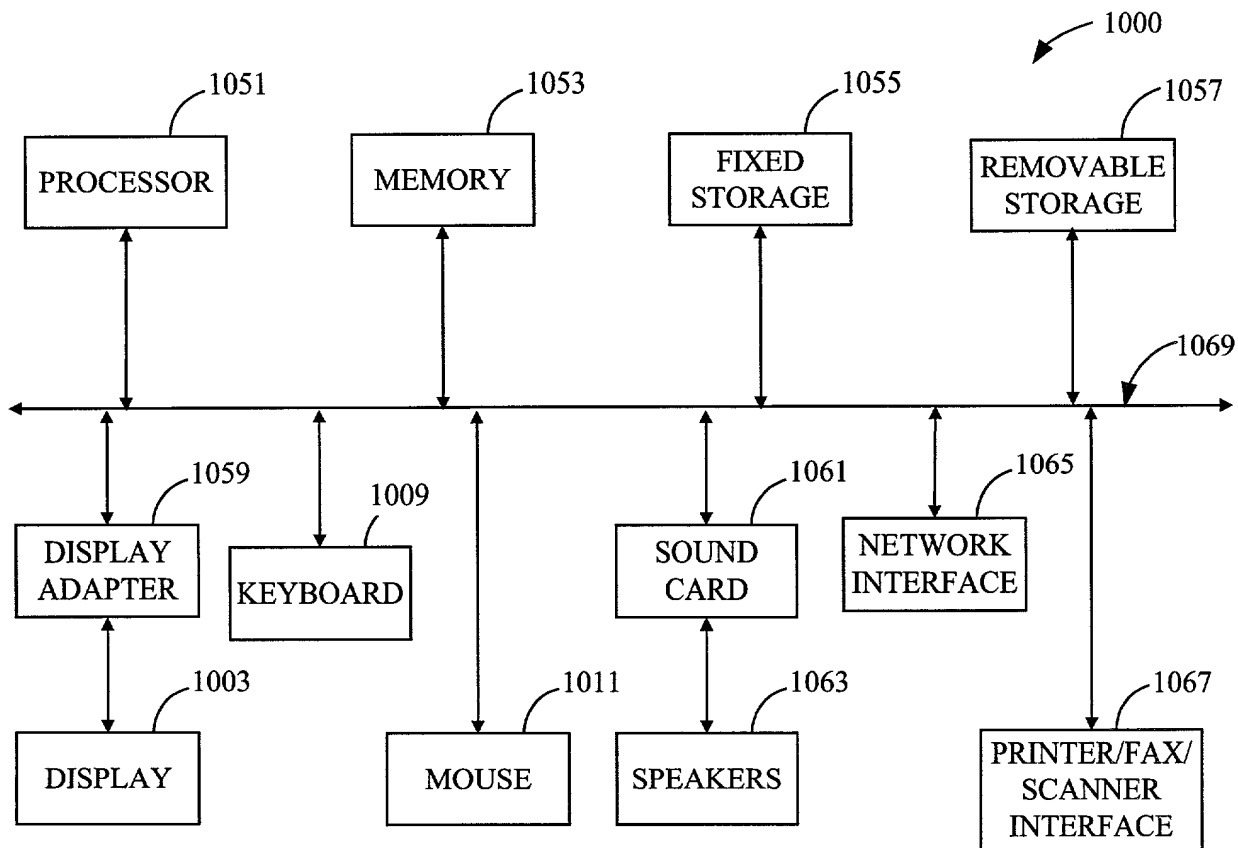 1000
1051
1053
1055
1057
PROCESSOR
MEMORY
FIXED
STORAGE
REMOVABLE
STORAGE
1069
1059
1009
1061
1065
DISPLAY
ADAPTER
KEYBOARD
SOUND
CARD
NETWORK
INTERFACE
1003
1011
1063
1067
DISPLAY
MOUSE
SPEAKERS
PRINTER/FAX/
SCANNER
INTERFACE